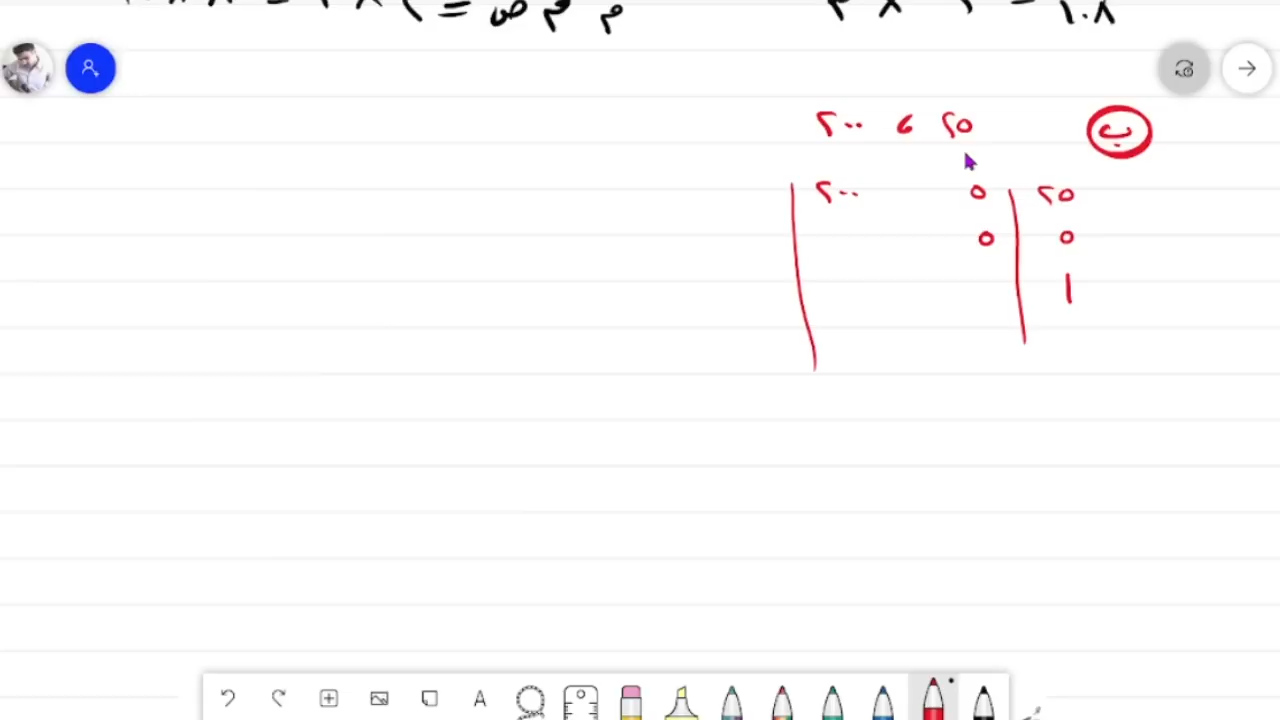 م م ص =
ب ٢٥ ، ٢٠٠
٢٥ ٥ ٢٠٠
٥ ٥
١
A